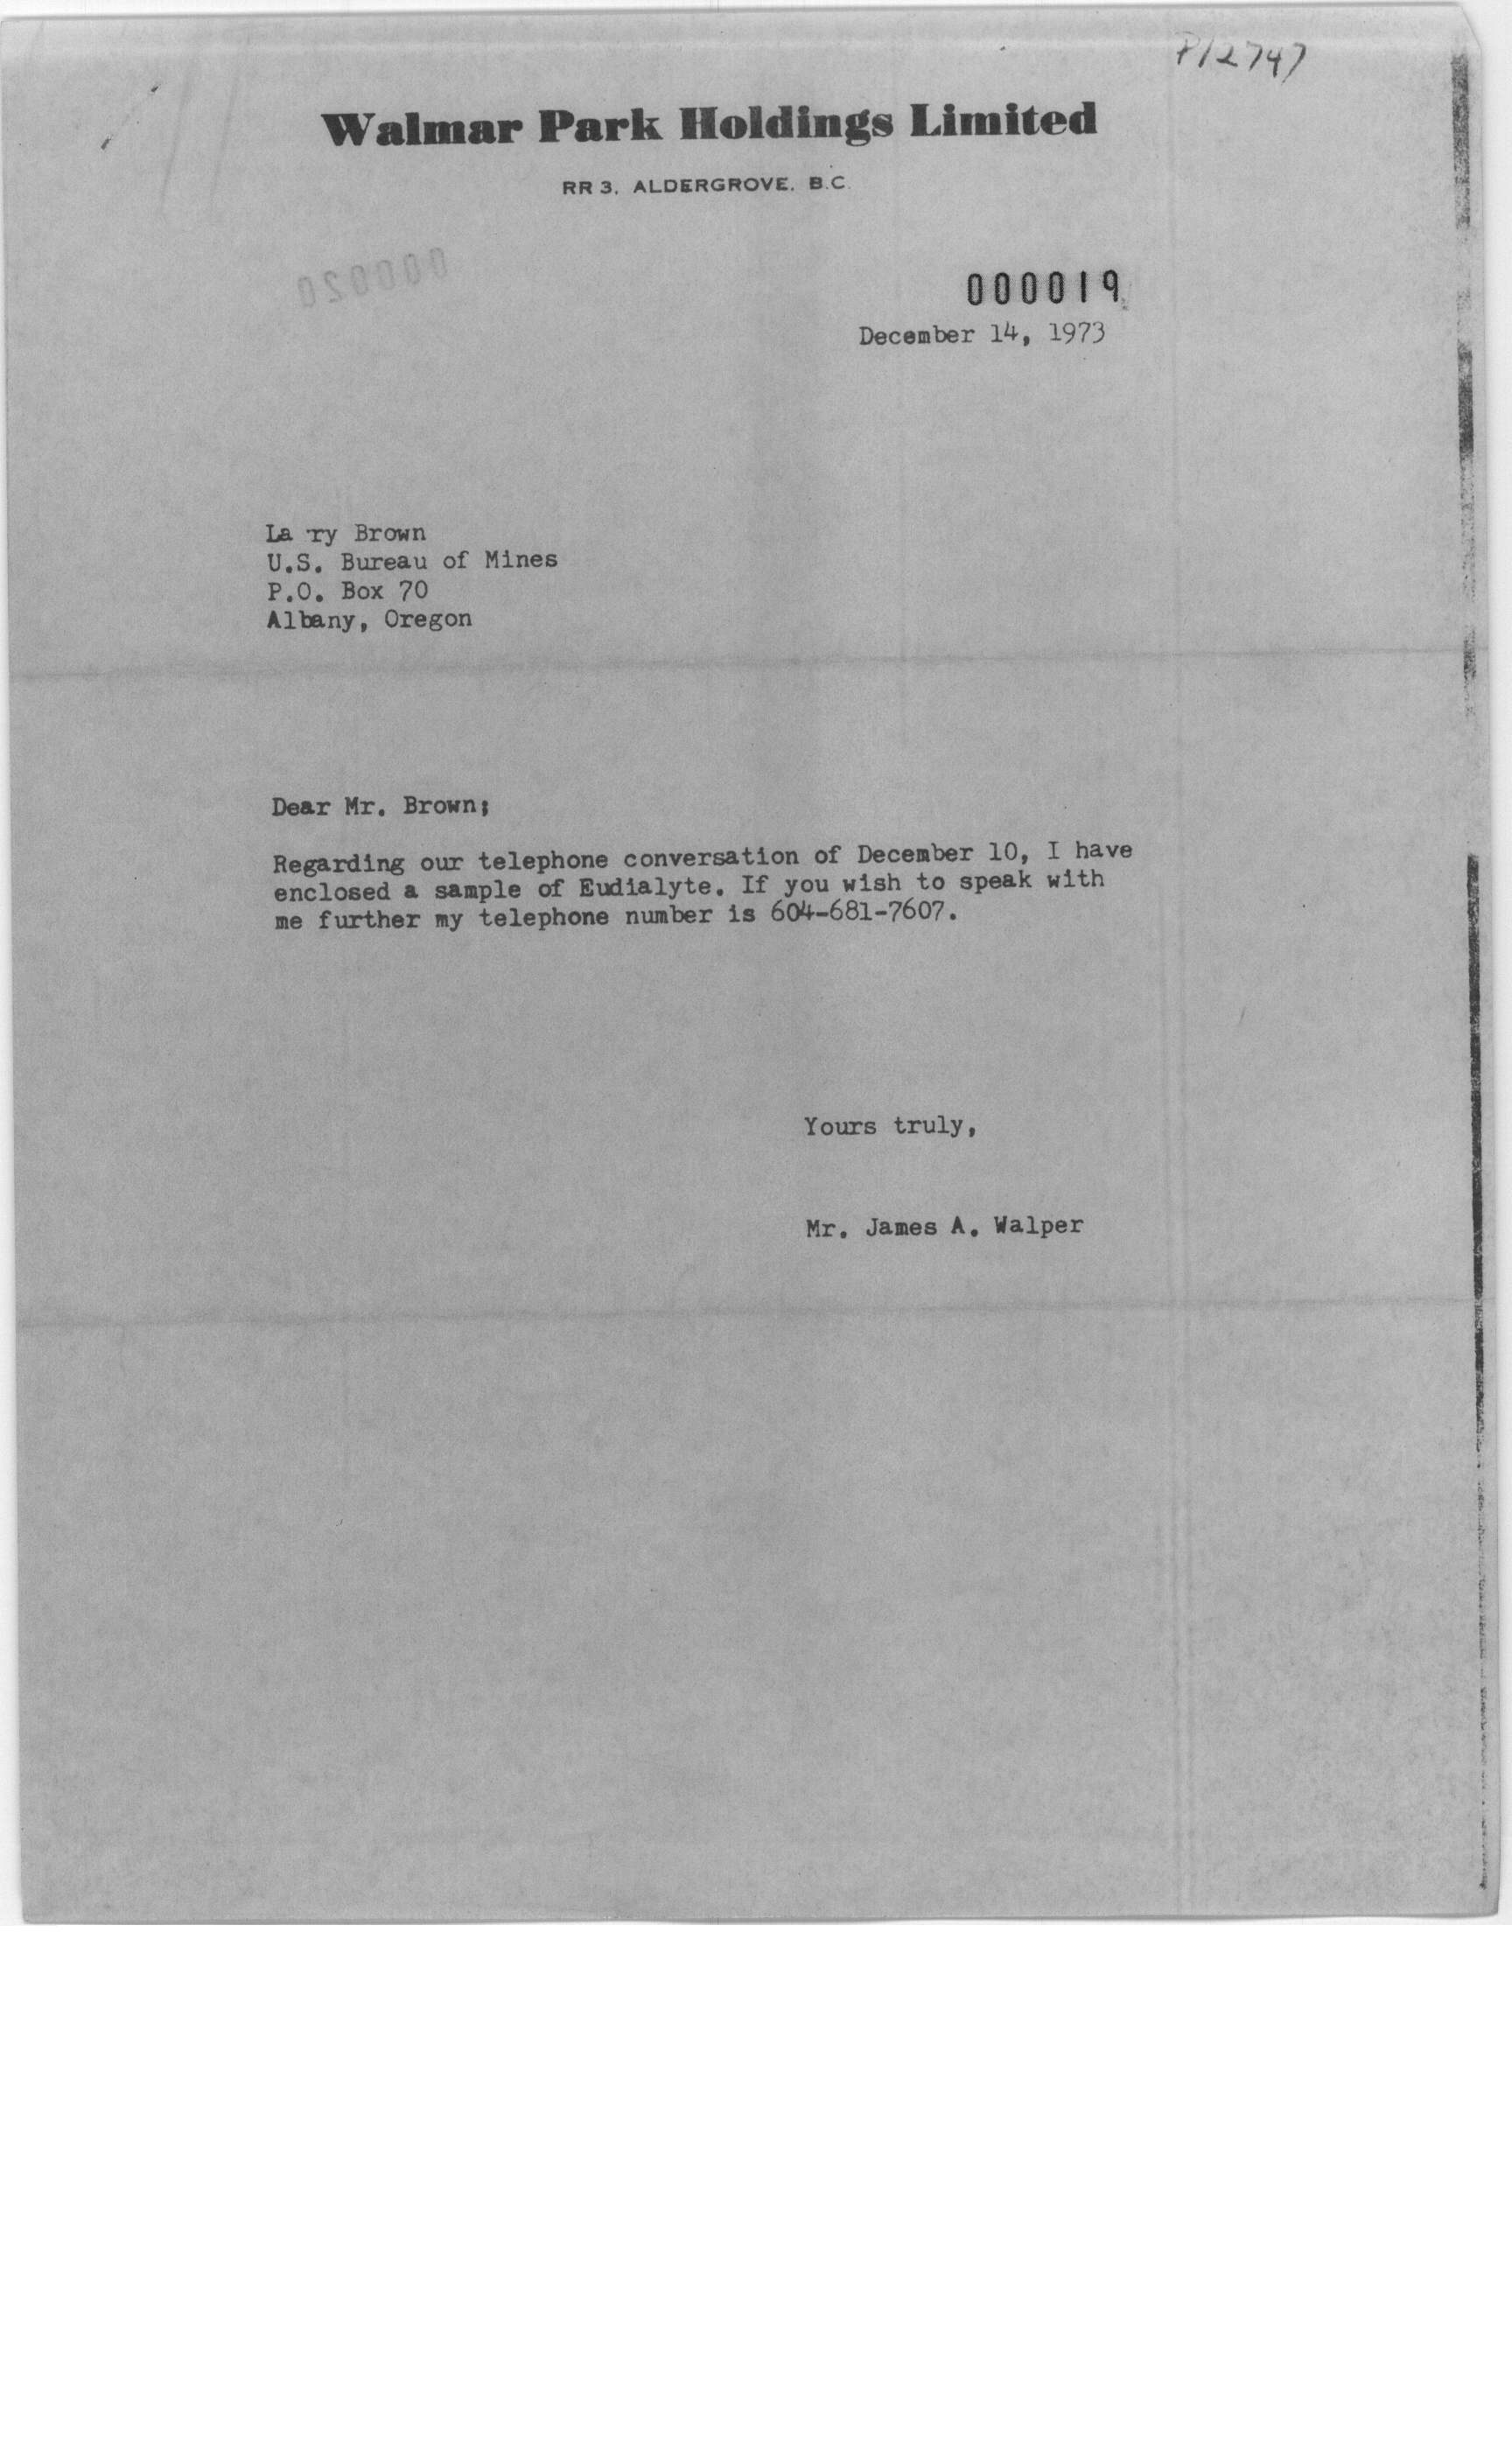 P12747
Walmar Park Holdings Limited
RR 3, ALDERGROVE, B.C.
000020
000019
December 14, 1973
La ry Brown
U.S. Bureau of Mines
P.O. Box 70
Albany, Oregon
Dear Mr. Brown;
Regarding our telephone conversation of December 10, I have
enclosed a sample of Eudialyte. If you wish to speak with
me further my telephone number is 604-681-7607.
Yours truly,
Mr. James A. Walper